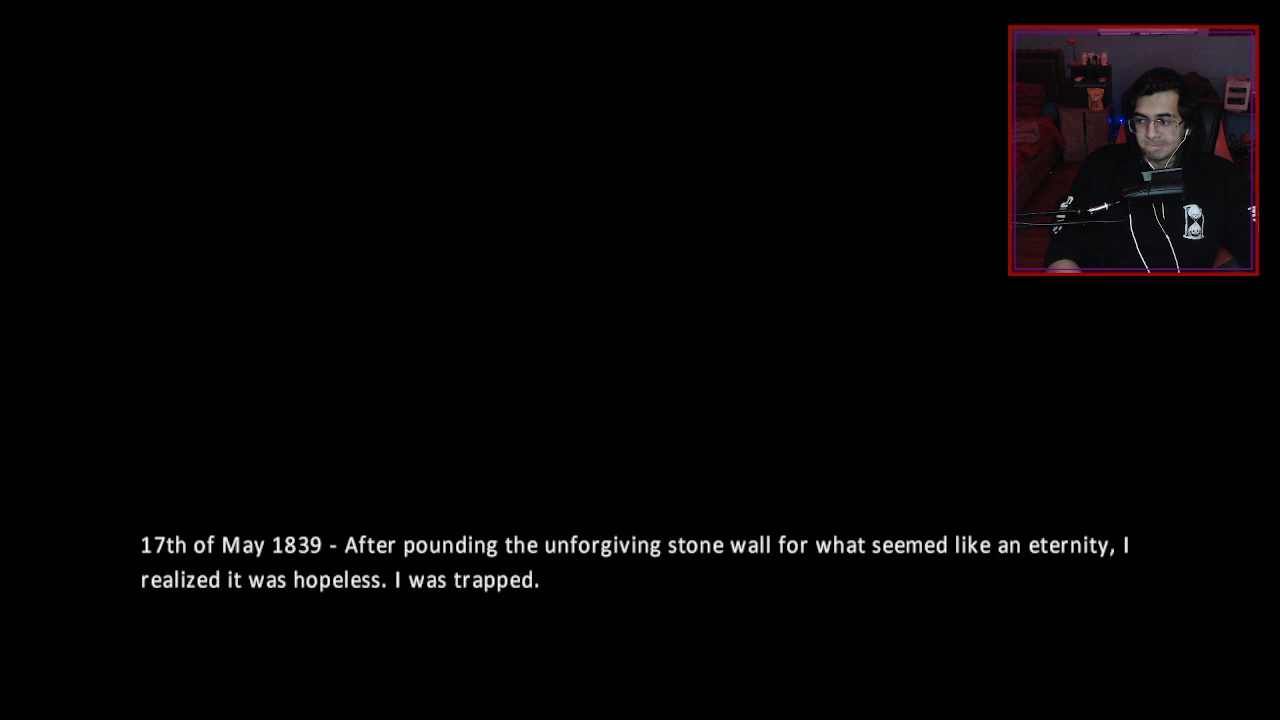 17th of May 1839 - After pounding the unforgiving stone wall for what seemed like an eternity, I
realized it was hopeless. I was trapped.